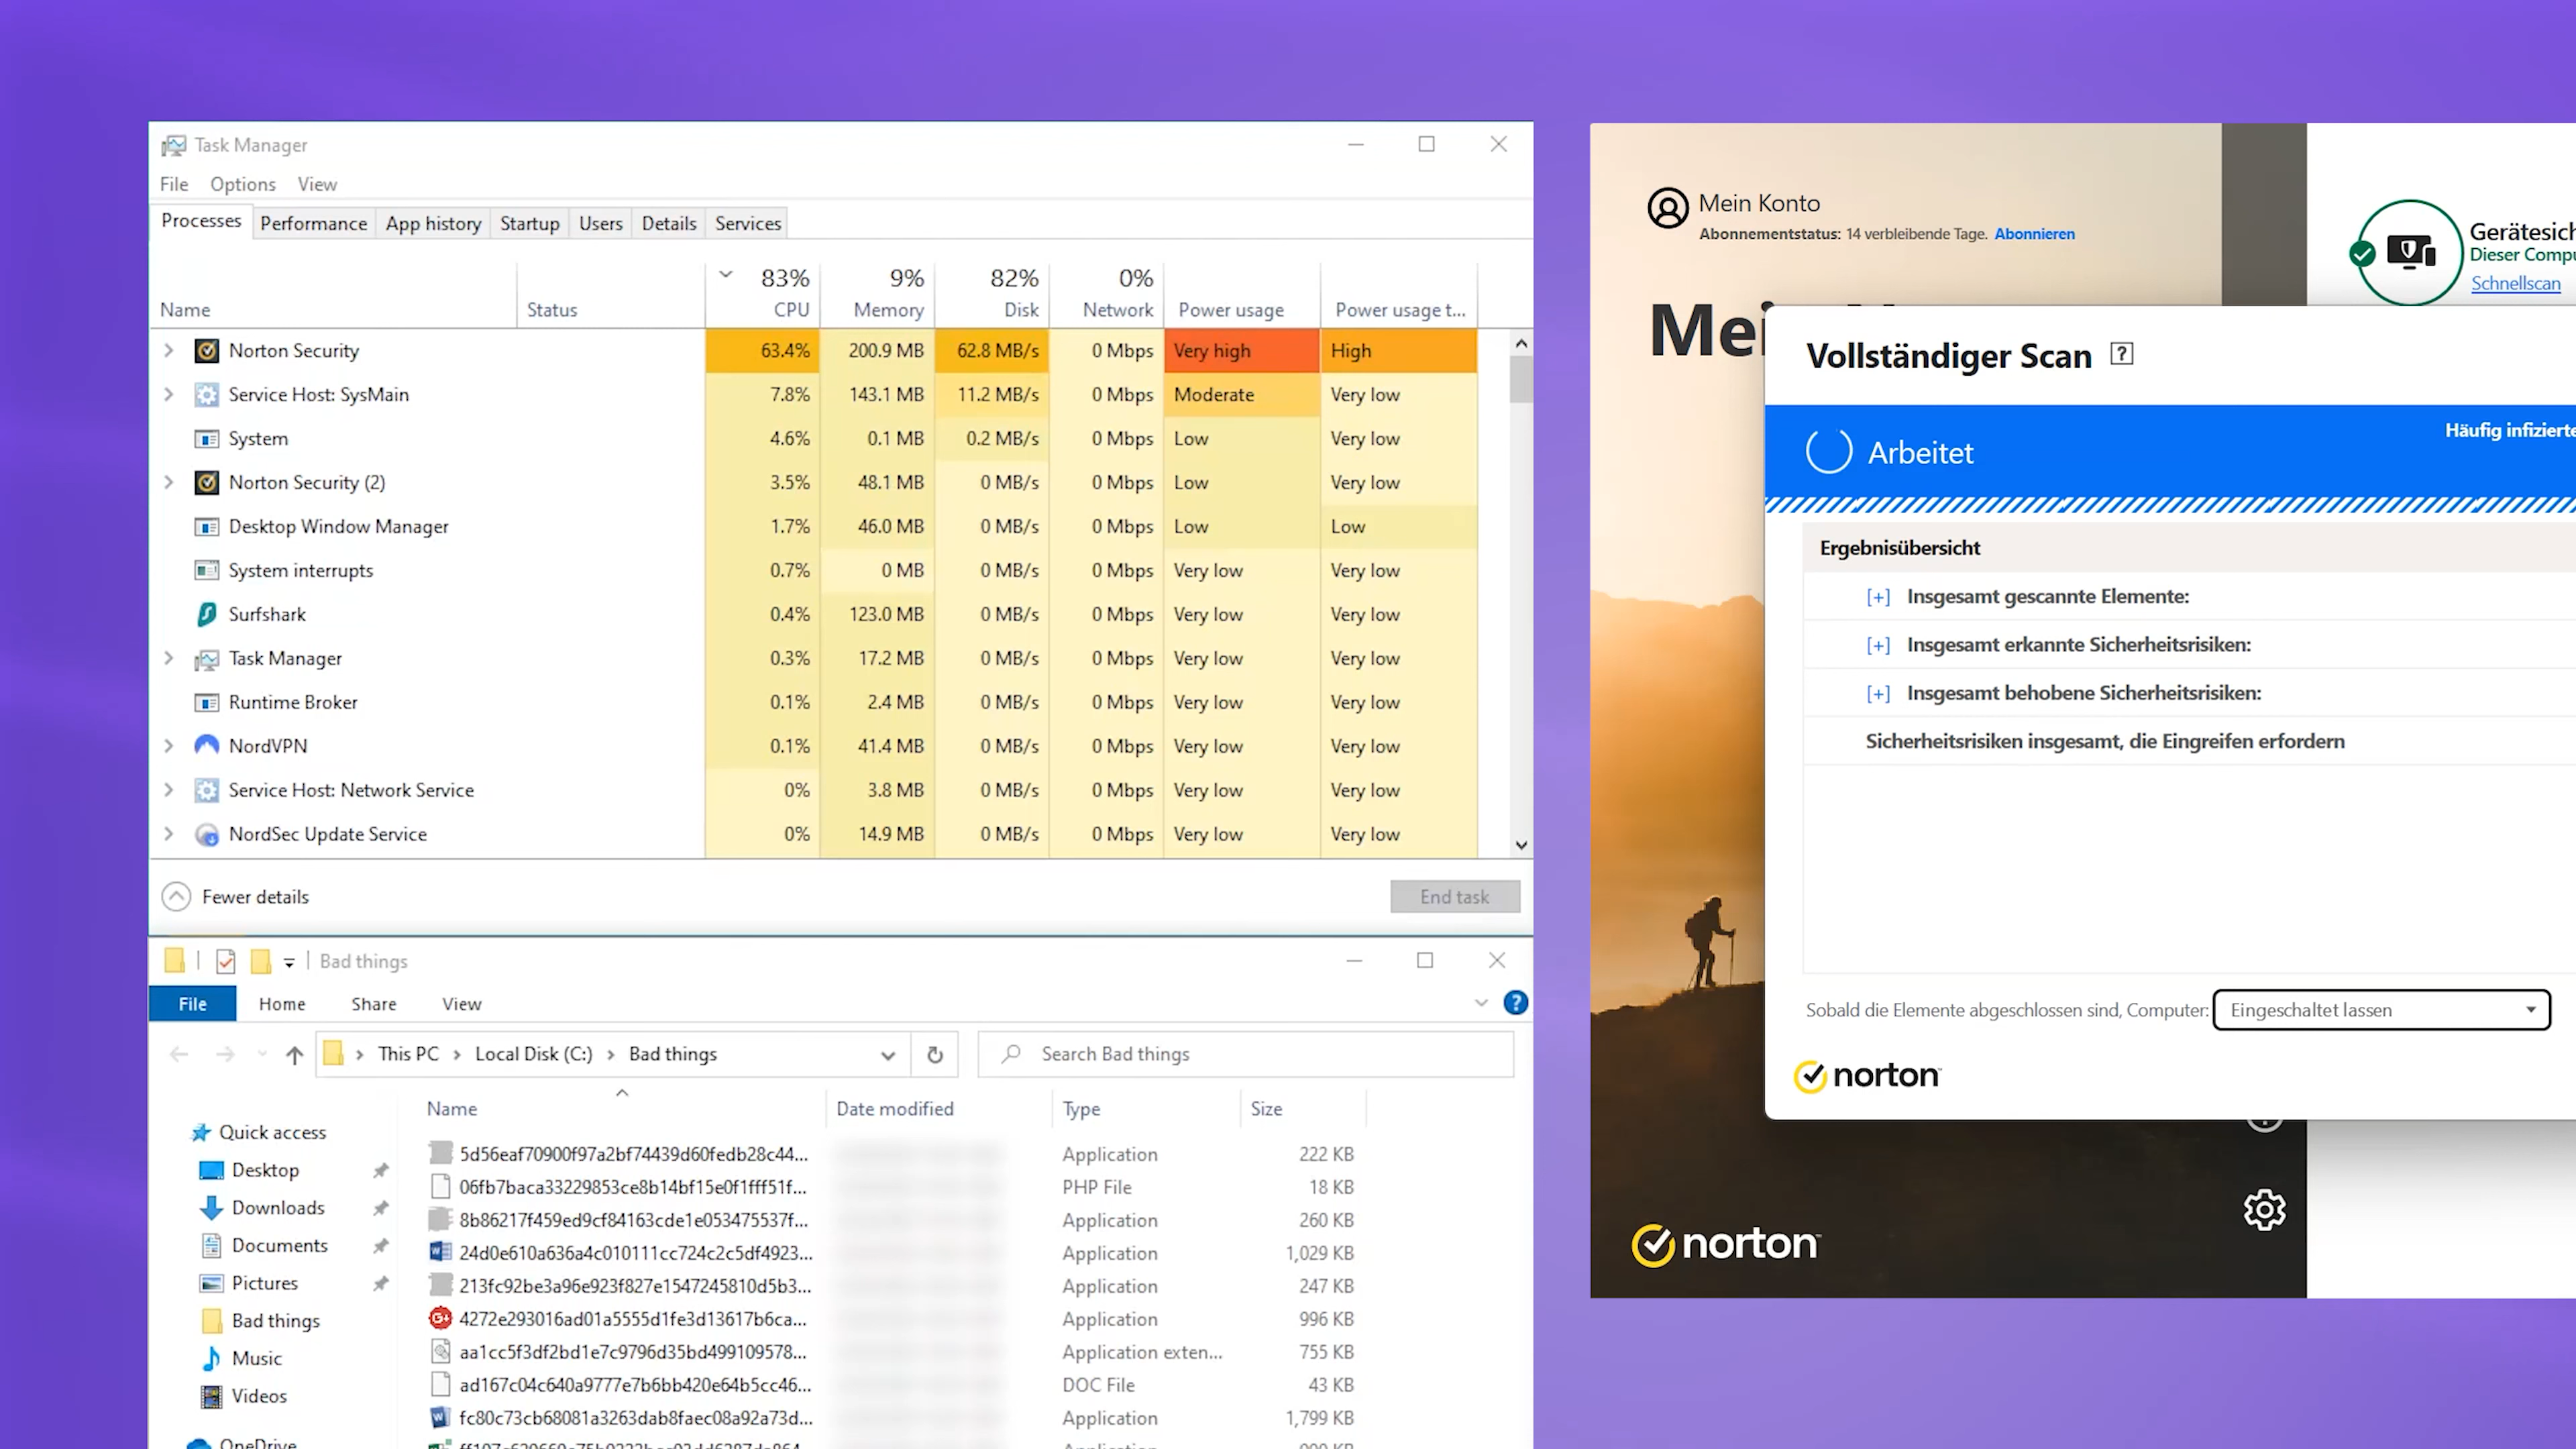 Task Manager
File Options View
Processes Performance App history Startup Users Details Services
83% 9% 82% 0%
Name Status CPU Memory Disk Network Power usage Power usage t...
Norton Security 63.4% 200.9 MB 62.8 MB/s 0 Mbps Very high High
Service Host: SysMain 7.8% 143.1 MB 11.2 MB/s 0 Mbps Moderate Very low
System 4.6% 0.1 MB 0.2 MB/s 0 Mbps Low Very low
Norton Security (2) 3.5% 48.1 MB 0 MB/s 0 Mbps Low Very low
Desktop Window Manager 1.7% 46.0 MB 0 MB/s 0 Mbps Low Low
System interrupts 0.7% 0 MB 0 MB/s 0 Mbps Very low Very low
Surfshark 0.4% 123.0 MB 0 MB/s 0 Mbps Very low Very low
Task Manager 0.3% 17.2 MB 0 MB/s 0 Mbps Very low Very low
Runtime Broker 0.1% 2.4 MB 0 MB/s 0 Mbps Very low Very low
NordVPN 0.1% 41.4 MB 0 MB/s 0 Mbps Very low Very low
Service Host: Network Service 0% 3.8 MB 0 MB/s 0 Mbps Very low Very low
NordSec Update Service 0% 14.9 MB 0 MB/s 0 Mbps Very low Very low
Fewer details End task
Bad things
File Home Share View
This PC › Local Disk (C:) › Bad things Search Bad things
Name Date modified Type Size
Quick access
Desktop
Downloads
Documents
Pictures
Bad things
Music
Videos
OneDrive
5d56eaf70900f97a2bf74439d60fedb28c44... Application 222 KB
06fb7baca33229853ce8b14bf15e0f1fff51f... PHP File 18 KB
8b86217f459ed9cf84163cde1e053475537f... Application 260 KB
24d0e610a636a4c010111cc724c2c5df4923... Application 1,029 KB
213fc92be3a96e923f827e1547245810d5b3... Application 247 KB
4272e293016ad01a5555d1fe3d13617b6ca... Application 996 KB
aa1cc5f3df2bd1e7c9796d35bd499109578... Application exten... 755 KB
ad167c04c640a9777e7b6bb420e64b5cc46... DOC File 43 KB
fc80c73cb68081a3263dab8faec08a92a73d... Application 1,799 KB
Mein Konto
Abonnementstatus: 14 verbleibende Tage. Abonnieren
Mei
Gerätesich
Dieser Compu
Schnellscan
Vollständiger Scan ?
Arbeitet
Häufig infizierte
Ergebnisübersicht
[+] Insgesamt gescannte Elemente:
[+] Insgesamt erkannte Sicherheitsrisiken:
[+] Insgesamt behobene Sicherheitsrisiken:
Sicherheitsrisiken insgesamt, die Eingreifen erfordern
Sobald die Elemente abgeschlossen sind, Computer: Eingeschaltet lassen
norton
norton